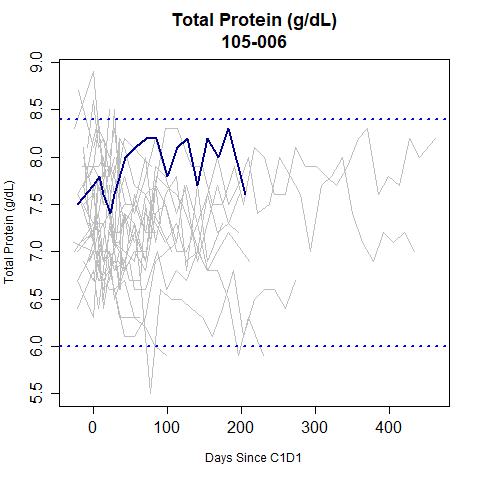 Total Protein (g/dL)
105-006
Total Protein (g/dL)
9.0
8.5
8.0
7.5
7.0
6.5
6.0
5.5
0 100 200 300 400
Days Since C1D1